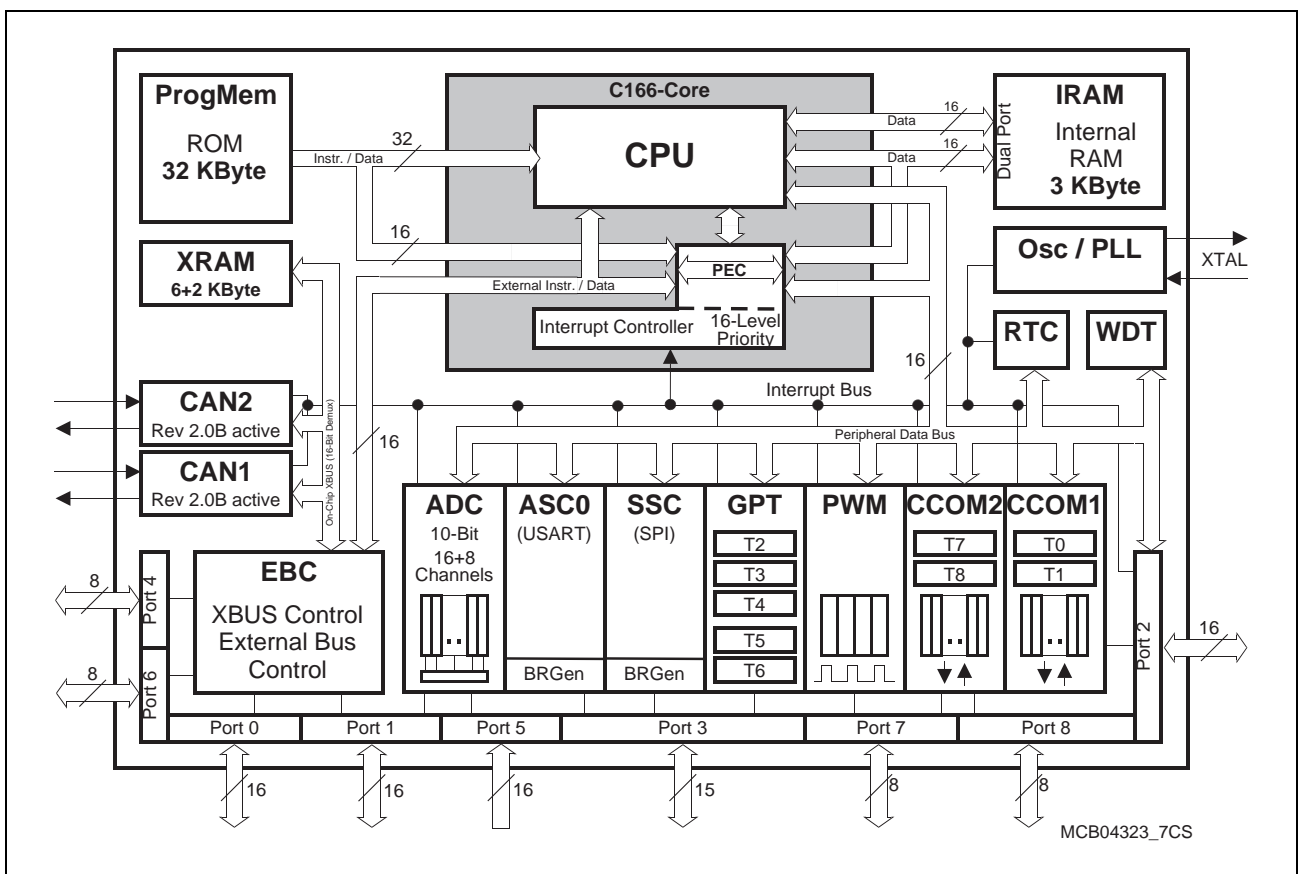 ProgMem
ROM
32 KByte
C166-Core
CPU
IRAM
Internal
RAM
3 KByte
Dual Port
32
Instr. / Data
16
Data
16
Data
16
XRAM
6+2 KByte
External Instr. / Data
PEC
Interrupt Controller
16-Level
Priority
Osc / PLL
XTAL
RTC
WDT
16
Interrupt Bus
Peripheral Data Bus
CAN2
Rev 2.0B active
CAN1
Rev 2.0B active
On-Chip XBUS (16-Bit Demux)
16
EBC
XBUS Control
External Bus
Control
ADC
10-Bit
16+8
Channels
ASC0
(USART)
BRGen
SSC
(SPI)
BRGen
GPT
T2
T3
T4
T5
T6
PWM
CCOM2
T7
T8
CCOM1
T0
T1
8
Port 4
8
Port 6
Port 2
16
Port 0
Port 1
Port 5
Port 3
Port 7
Port 8
16
16
16
15
8
8
MCB04323_7CS